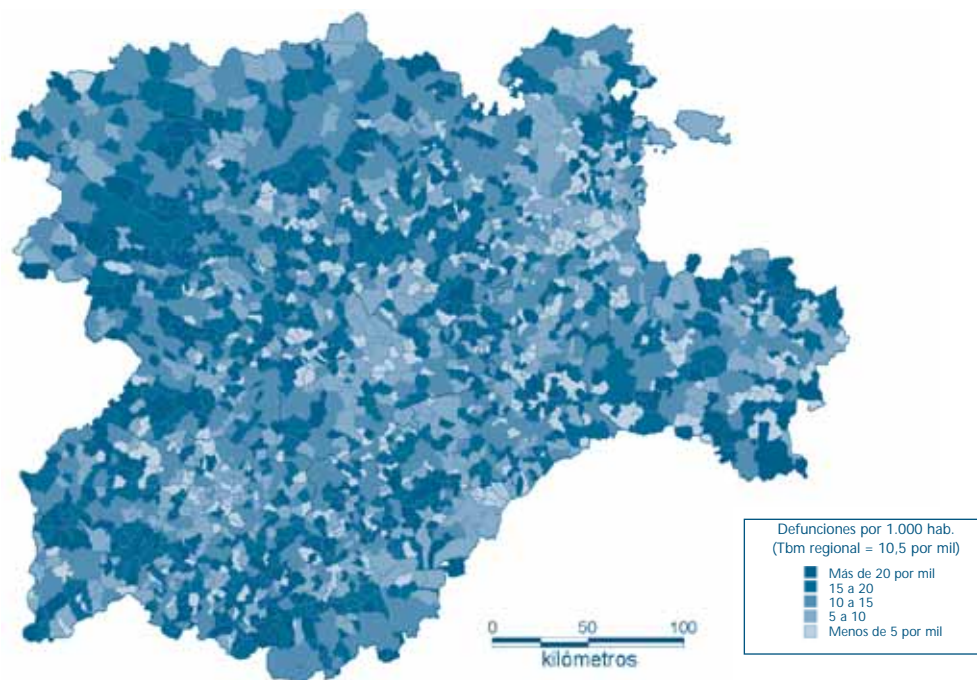 0 50 100
kilómetros
Defunciones por 1.000 hab.
(Tbm regional = 10,5 por mil)
Más de 20 por mil
15 a 20
10 a 15
5 a 10
Menos de 5 por mil